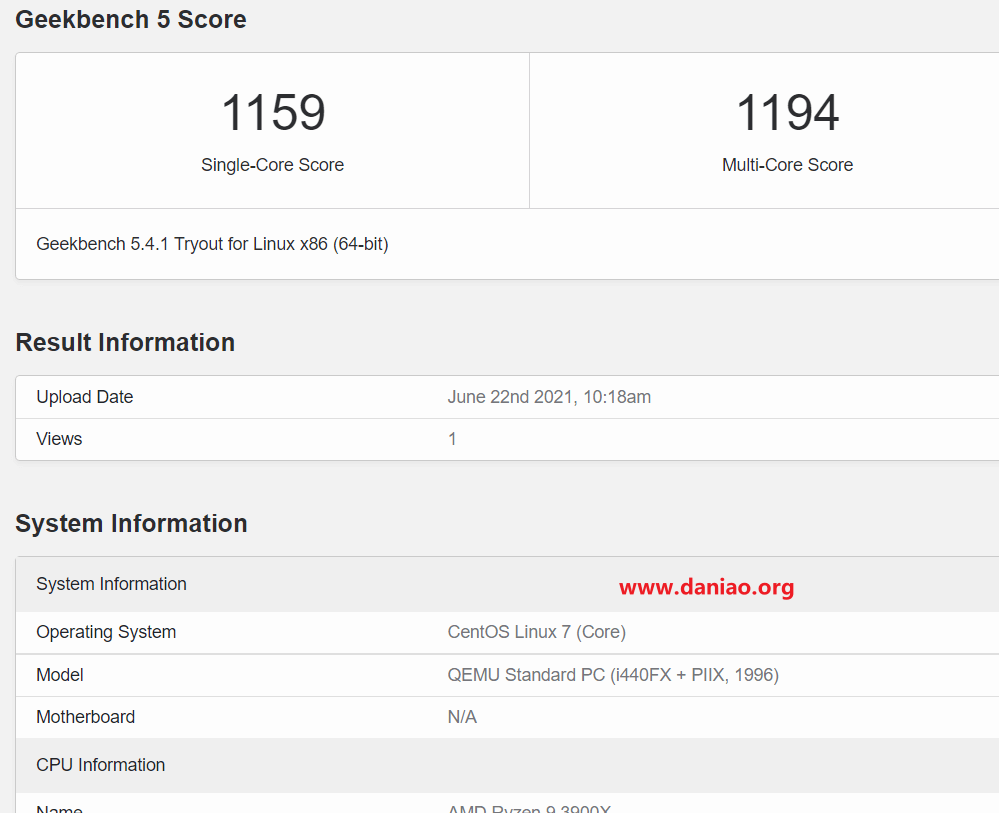 Geekbench 5 Score
1159
1194
Single-Core Score
Multi-Core Score
Geekbench 5.4.1 Tryout for Linux x86 (64-bit)
Result Information
Upload Date June 22nd 2021, 10:18am
Views 1
System Information
System Information www.daniao.org
Operating System CentOS Linux 7 (Core)
Model QEMU Standard PC (i440FX + PIIX, 1996)
Motherboard N/A
CPU Information
Name AMD Ryzen 9 3900X